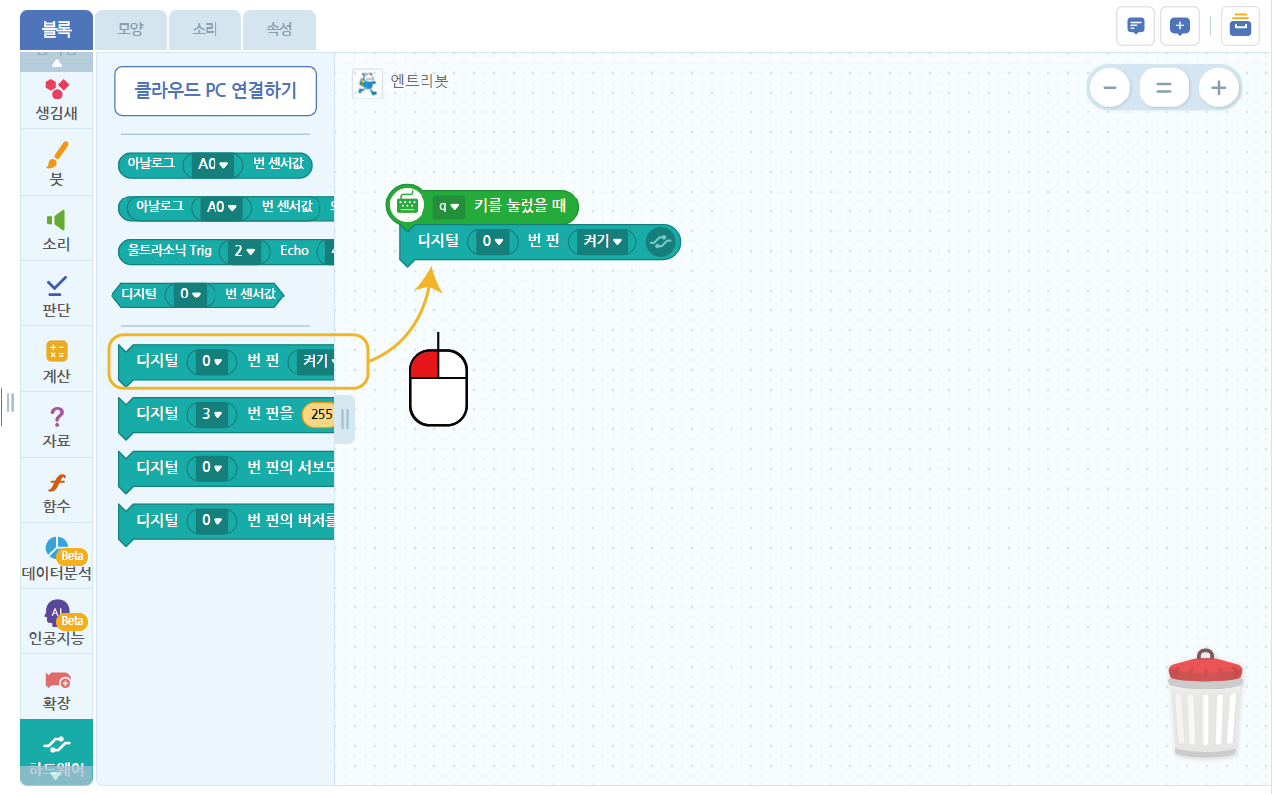 블록
모양
소리
속성
생김새
붓
소리
판단
계산
자료
함수
Beta
데이터분석
AI
Beta
인공지능
확장
하드웨어
클라우드 PC 연결하기
아날로그 A0 번 센서값
아날로그 A0 번 센서값
울트라소닉 Trig 2 Echo
디지털 0 번 센서값
디지털 0 번 핀 켜기
디지털 3 번 핀을 255
디지털 0 번 핀의 서보모
디지털 0 번 핀의 버저를
엔트리봇
q 키를 눌렀을 때
디지털 0 번 핀 켜기